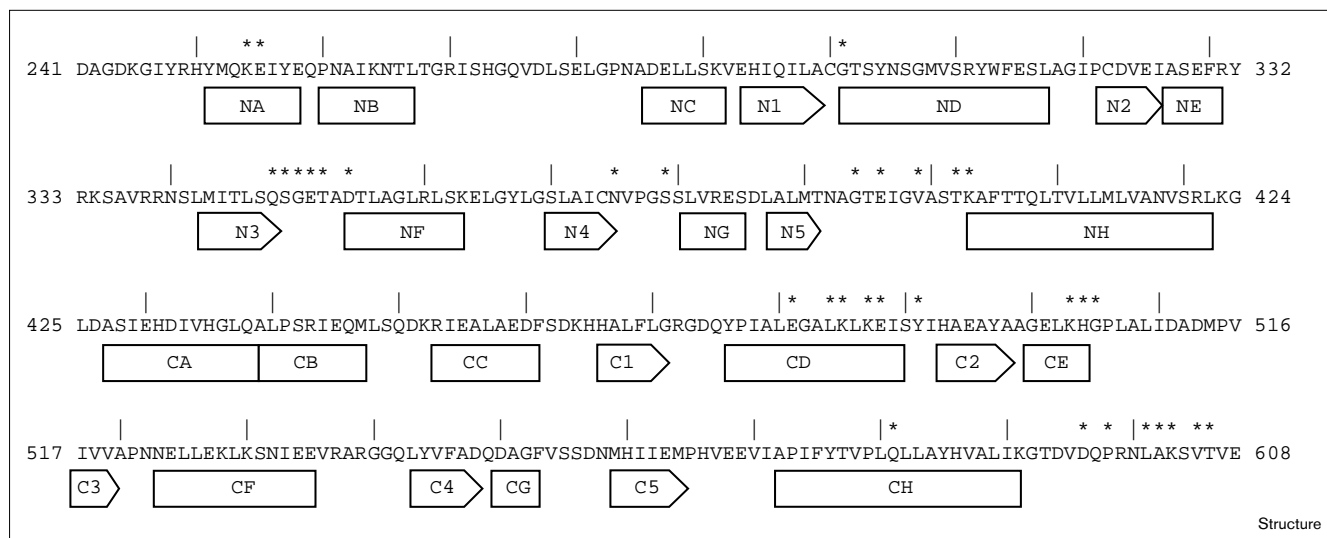 ** *
241 DAGDKGIYRHYMQKEIYEQPNAIKNTLTGRISHGQVDLSELGPNADELLSKVEHIQILACGTSYNSGMVSRYWFESLAGIPCDVEIASEFRY 332
NA NB NC N1 ND N2 NE
***** * * * * * * **
333 RKSAVRRNSLMITLSQSGETADTLAGLRLSKELGYLGSLAICNVPGSSLVRESDLALMTNAGTEIGVASTKAFTTQLTVLLMLVANVSRLKG 424
N3 NF N4 NG N5 NH
* ** ** * ***
425 LDASIEHDIVHGLQALPSRIEQMLSQDKRIEALAEDFSDKHHALFLGRGDQYPIALEGALKLKEISYIHAEAYAAGELKHGPLALIDADMPV 516
CA CB CC C1 CD C2 CE
* * * *** **
517 IVVAPNNELLEKLKSNIEEVRARGGQLYVFADQDAGFVSSDNMHIIEMPHVEEVIAPIFYTVPLQLLAYHVALIKGTDVDQPRNLAKSVTVE 608
C3 CF C4 CG C5 CH
Structure